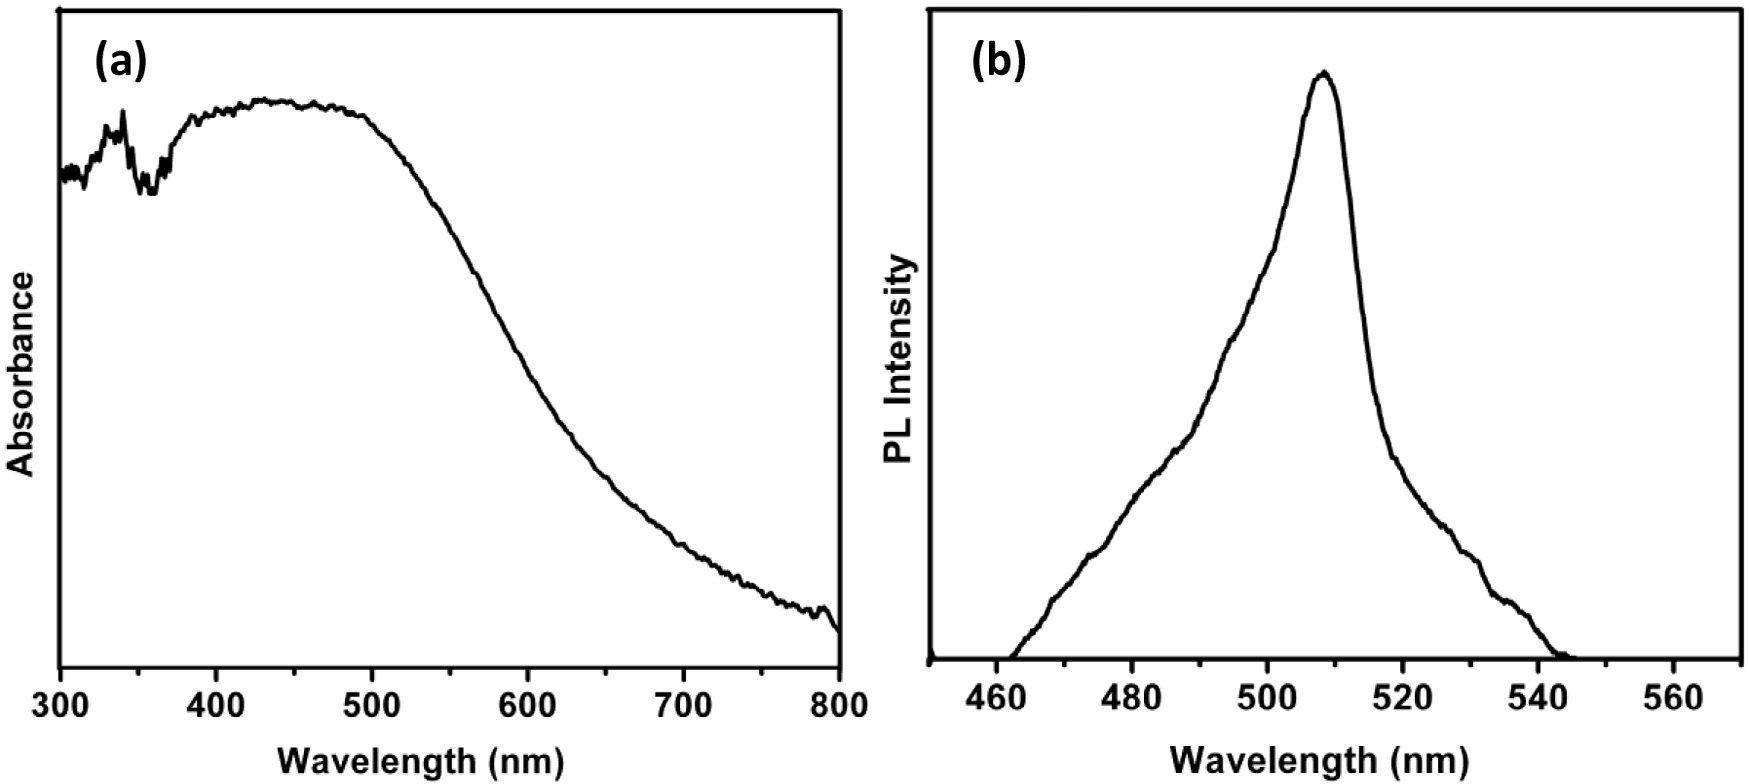 (a)
Absorbance
300 400 500 600 700 800
Wavelength (nm)
(b)
PL Intensity
460 480 500 520 540 560
Wavelength (nm)